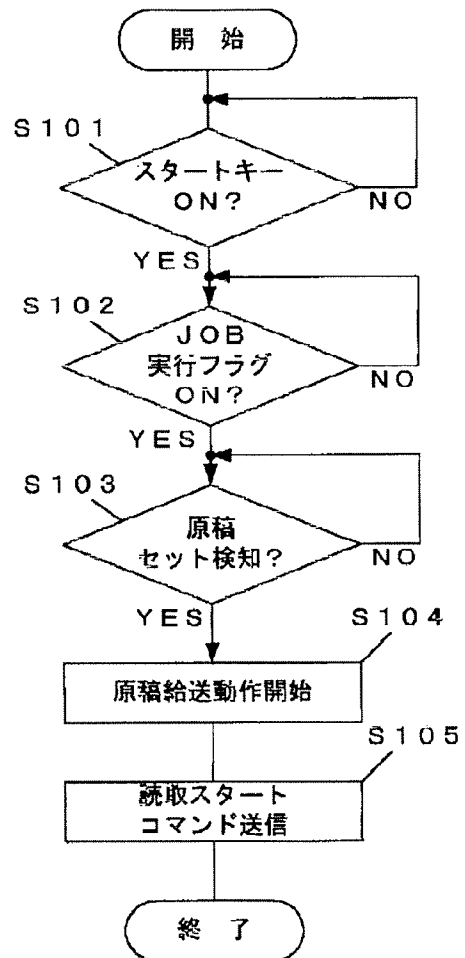 開 始
S101
スタートキー
ON?
NO
YES
S102
JOB
実行フラグ
ON?
NO
YES
S103
原稿
セット検知?
NO
YES
S104
原稿給送動作開始
S105
読取スタート
コマンド送信
終 了